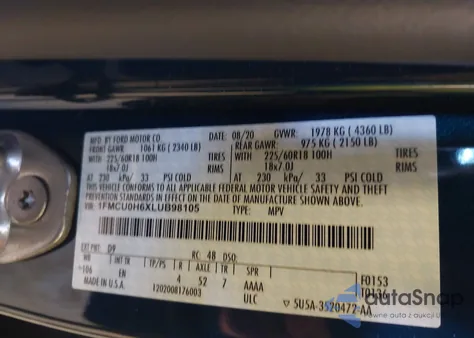 MFD. BY FORD MOTOR CO. DATE: 08/20 GVWR: 1978 KG ( 4360 LB)
FRONT GAWR: 1061 KG ( 2340 LB) REAR GAWR: 975 KG ( 2150 LB)
WITH 225/60R18 100H TIRES WITH 225/60R18 100H TIRES
18x7.0J RIMS 18x7.0J RIMS
AT 230 kPa/ 33 PSI COLD AT 230 kPa/ 33 PSI COLD
THIS VEHICLE CONFORMS TO ALL APPLICABLE FEDERAL MOTOR VEHICLE SAFETY AND THEFT
PREVENTION STANDARDS IN EFFECT ON THE DATE OF MANUFACTURE SHOWN ABOVE.
VIN: 1FMCU0H6XLUB98105 TYPE: MPV
EXT PNT: D9 RC: 48 DSO:
WB INT TR TP/PS R AXLE TR SPR F0153
106 EN 4 52 7 AAAA
MADE IN U.S.A. 1202008176003 ULC 5U5A-3520472-AA
autoSnap
Pewne auta z aukcji